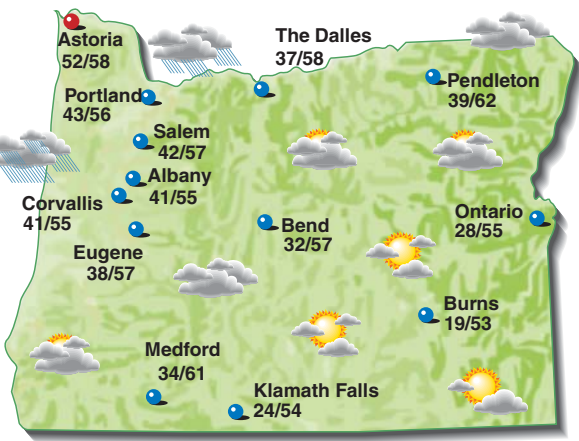 Astoria
52/58
The Dalles
37/58
Pendleton
39/62
Portland
43/56
Salem
42/57
Albany
41/55
Corvallis
41/55
Eugene
38/57
Bend
32/57
Ontario
28/55
Burns
19/53
Medford
34/61
Klamath Falls
24/54